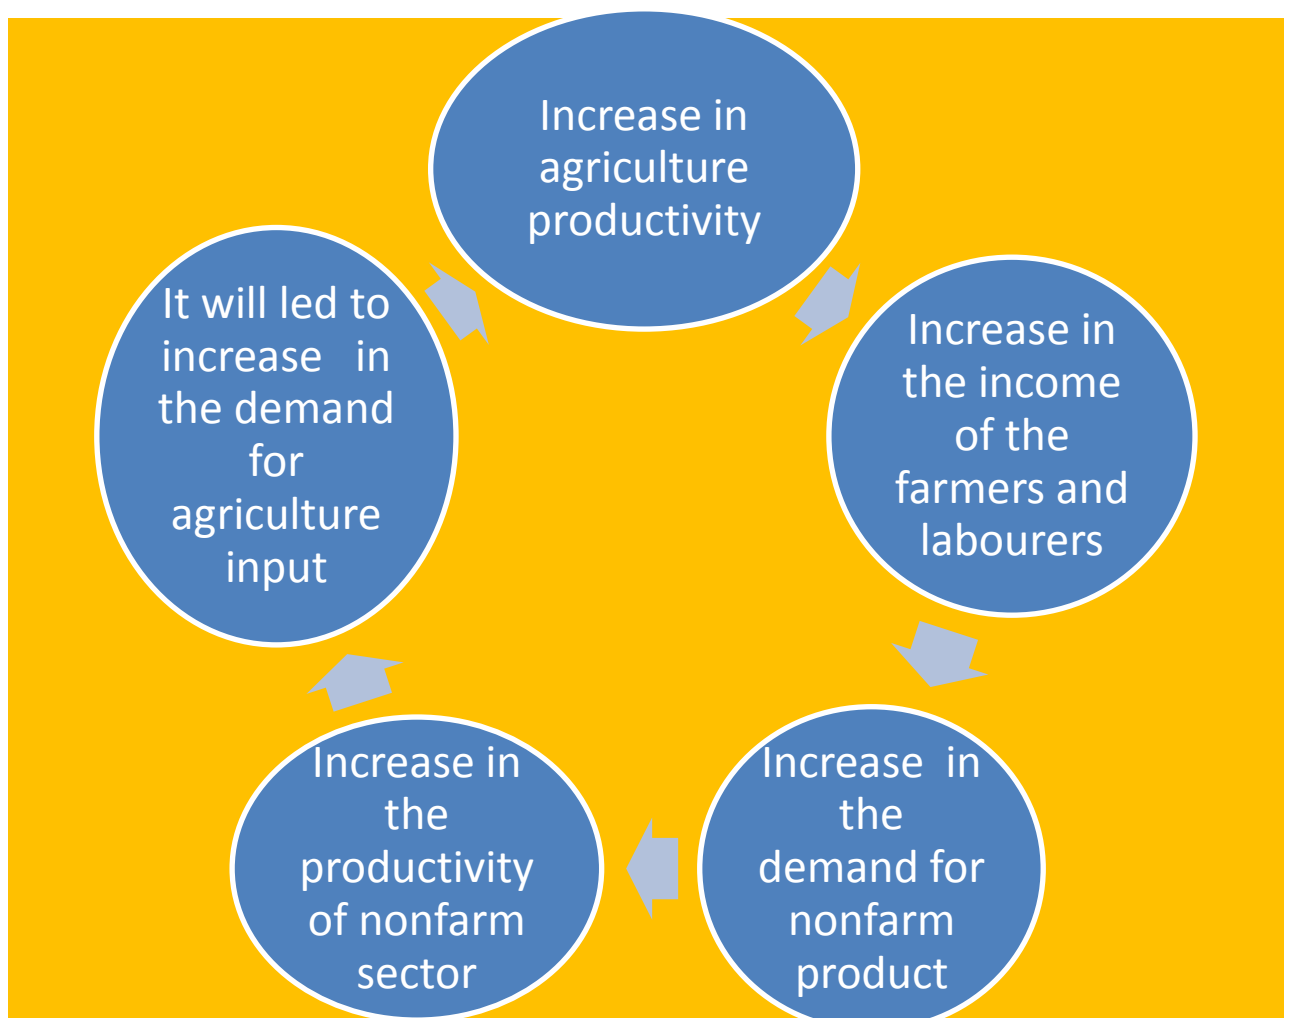 Increase in
agriculture
productivity
Increase in
the income
of the
farmers and
labourers
Increase in
the
demand for
nonfarm
product
Increase in
the
productivity
of nonfarm
sector
It will led to
increase in
the demand
for
agriculture
input